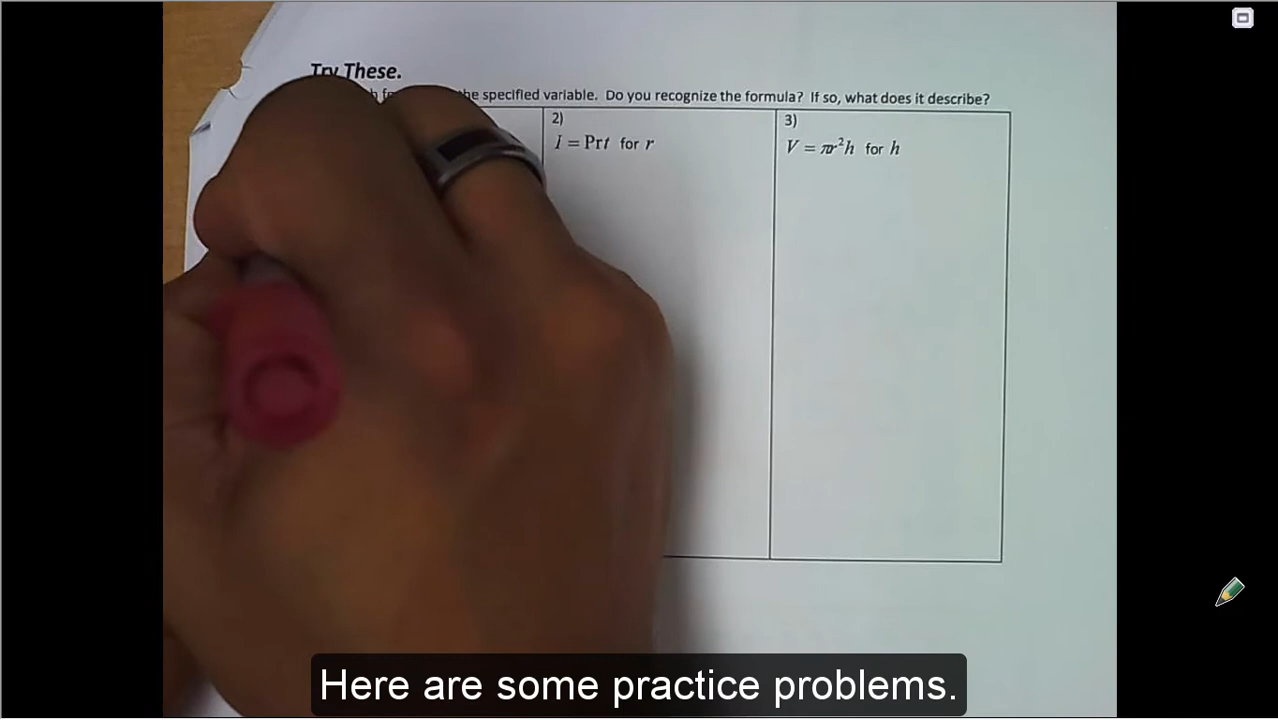 Try These.
the specified variable. Do you recognize the formula? If so, what does it describe?
2)
I = Prt for r
3)
V = πr²h for h
Here are some practice problems.